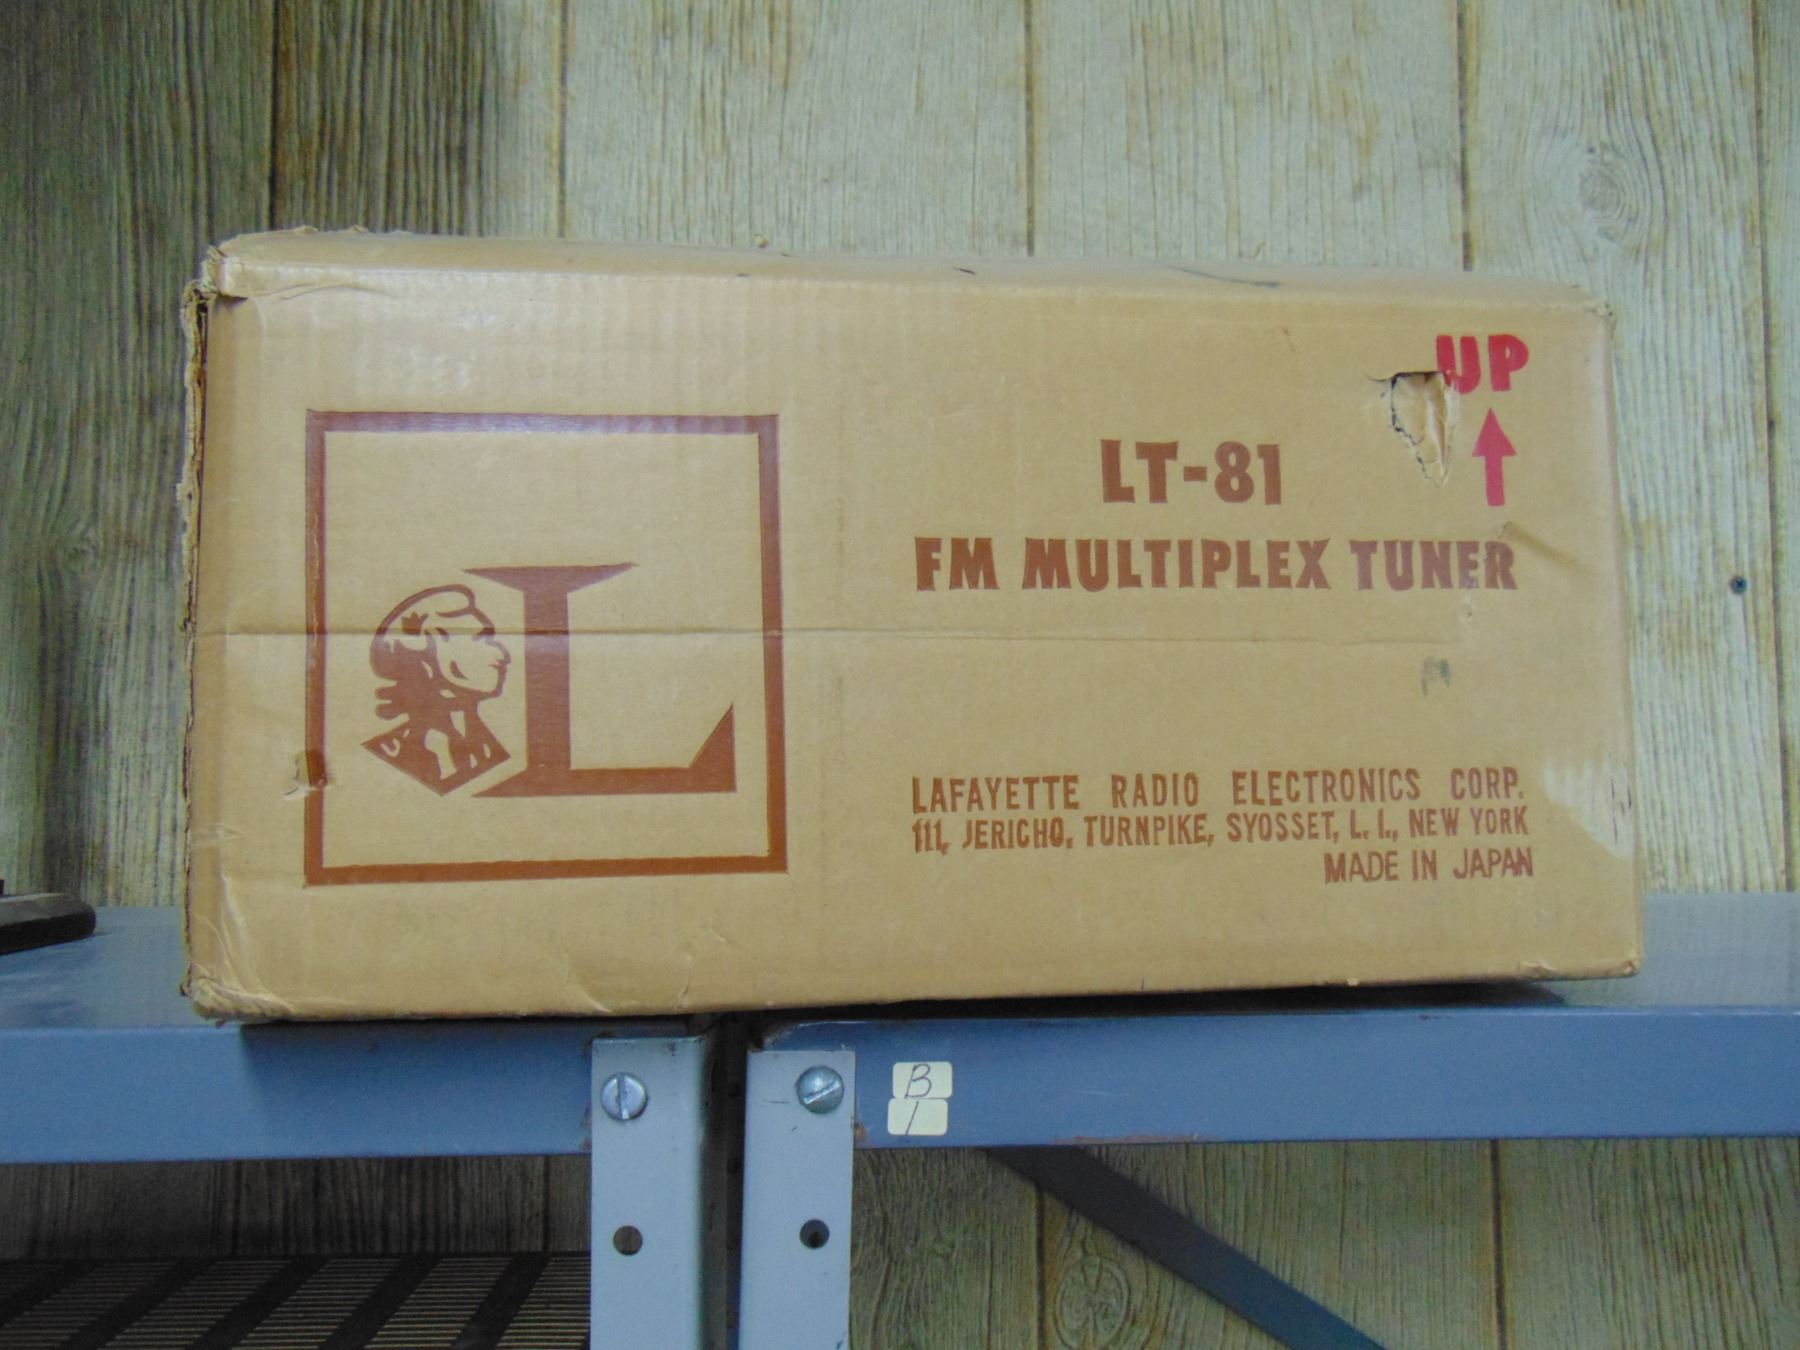 UP
LT-81
FM MULTIPLEX TUNER
L
LAFAYETTE RADIO ELECTRONICS CORP.
111, JERICHO, TURNPIKE, SYOSSET, L. I., NEW YORK
MADE IN JAPAN
B
1